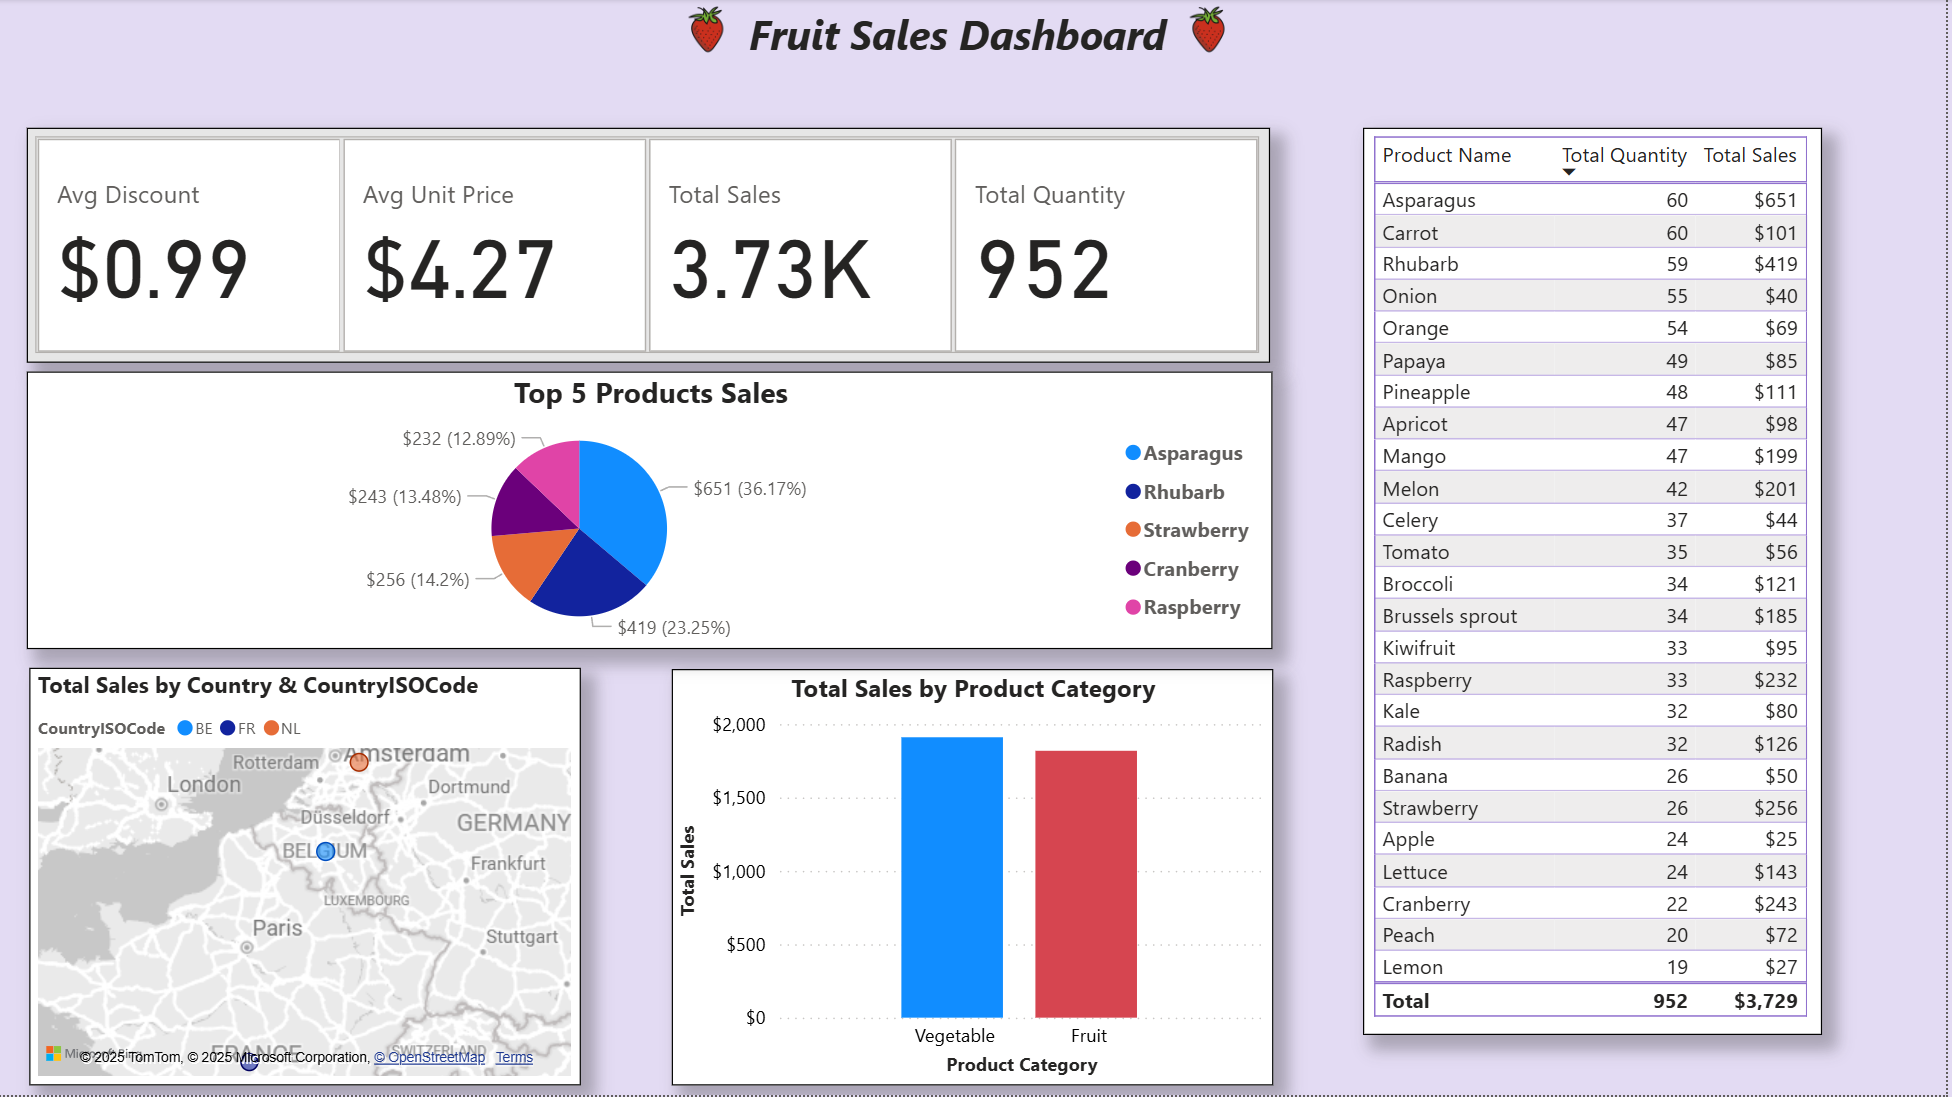 Fruit Sales Dashboard
Avg Discount
$0.99
Avg Unit Price
$4.27
Total Sales
3.73K
Total Quantity
952
Top 5 Products Sales
$232 (12.89%)
$243 (13.48%)
$256 (14.2%)
$651 (36.17%)
$419 (23.25%)
Asparagus
Rhubarb
Strawberry
Cranberry
Raspberry
Total Sales by Country & CountryISOCode
CountryISOCode BE FR NL
Amsterdam
Rotterdam
London
Dortmund
Düsseldorf
GERMANY
BELGIUM
Frankfurt
LUXEMBOURG
Paris
Stuttgart
FRANCE
SWITZERLAND
© 2025 TomTom, © 2025 Microsoft Corporation, © OpenStreetMap Terms
Total Sales by Product Category
Total Sales
$2,000
$1,500
$1,000
$500
$0
Vegetable Fruit
Product Category
Product Name Total Quantity Total Sales
Asparagus 60 $651
Carrot 60 $101
Rhubarb 59 $419
Onion 55 $40
Orange 54 $69
Papaya 49 $85
Pineapple 48 $111
Apricot 47 $98
Mango 47 $199
Melon 42 $201
Celery 37 $44
Tomato 35 $56
Broccoli 34 $121
Brussels sprout 34 $185
Kiwifruit 33 $95
Raspberry 33 $232
Kale 32 $80
Radish 32 $126
Banana 26 $50
Strawberry 26 $256
Apple 24 $25
Lettuce 24 $143
Cranberry 22 $243
Peach 20 $72
Lemon 19 $27
Total 952 $3,729